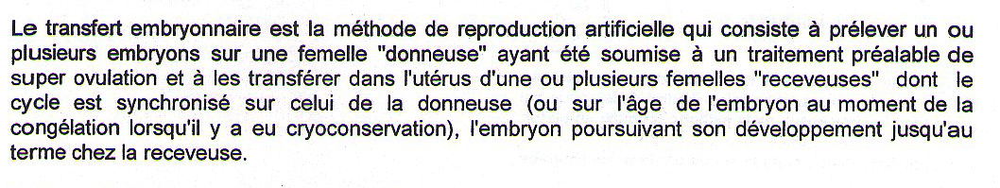 Le transfert embryonnaire est la méthode de reproduction artificielle qui consiste à prélever un ou
plusieurs embryons sur une femelle "donneuse" ayant été soumise à un traitement préalable de
super ovulation et à les transférer dans l'utérus d'une ou plusieurs femelles "receveuses" dont le
cycle est synchronisé sur celui de la donneuse (ou sur l'âge de l'embryon au moment de la
congélation lorsqu'il y a eu cryoconservation), l'embryon poursuivant son développement jusqu'au
terme chez la receveuse.